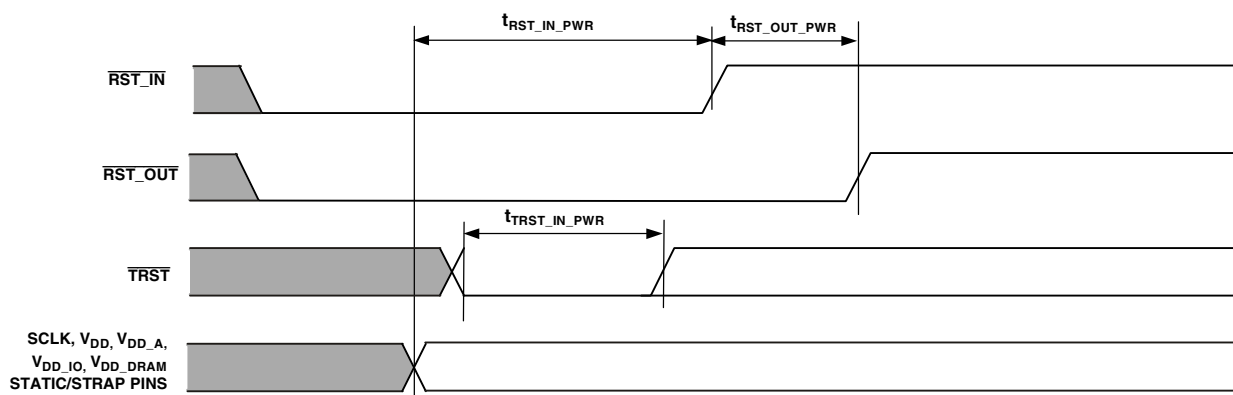 tRST_IN_PWR
tRST_OUT_PWR
RST_IN
RST_OUT
tTRST_IN_PWR
TRST
SCLK, VDD, VDD_A,
VDD_IO, VDD_DRAM
STATIC/STRAP PINS